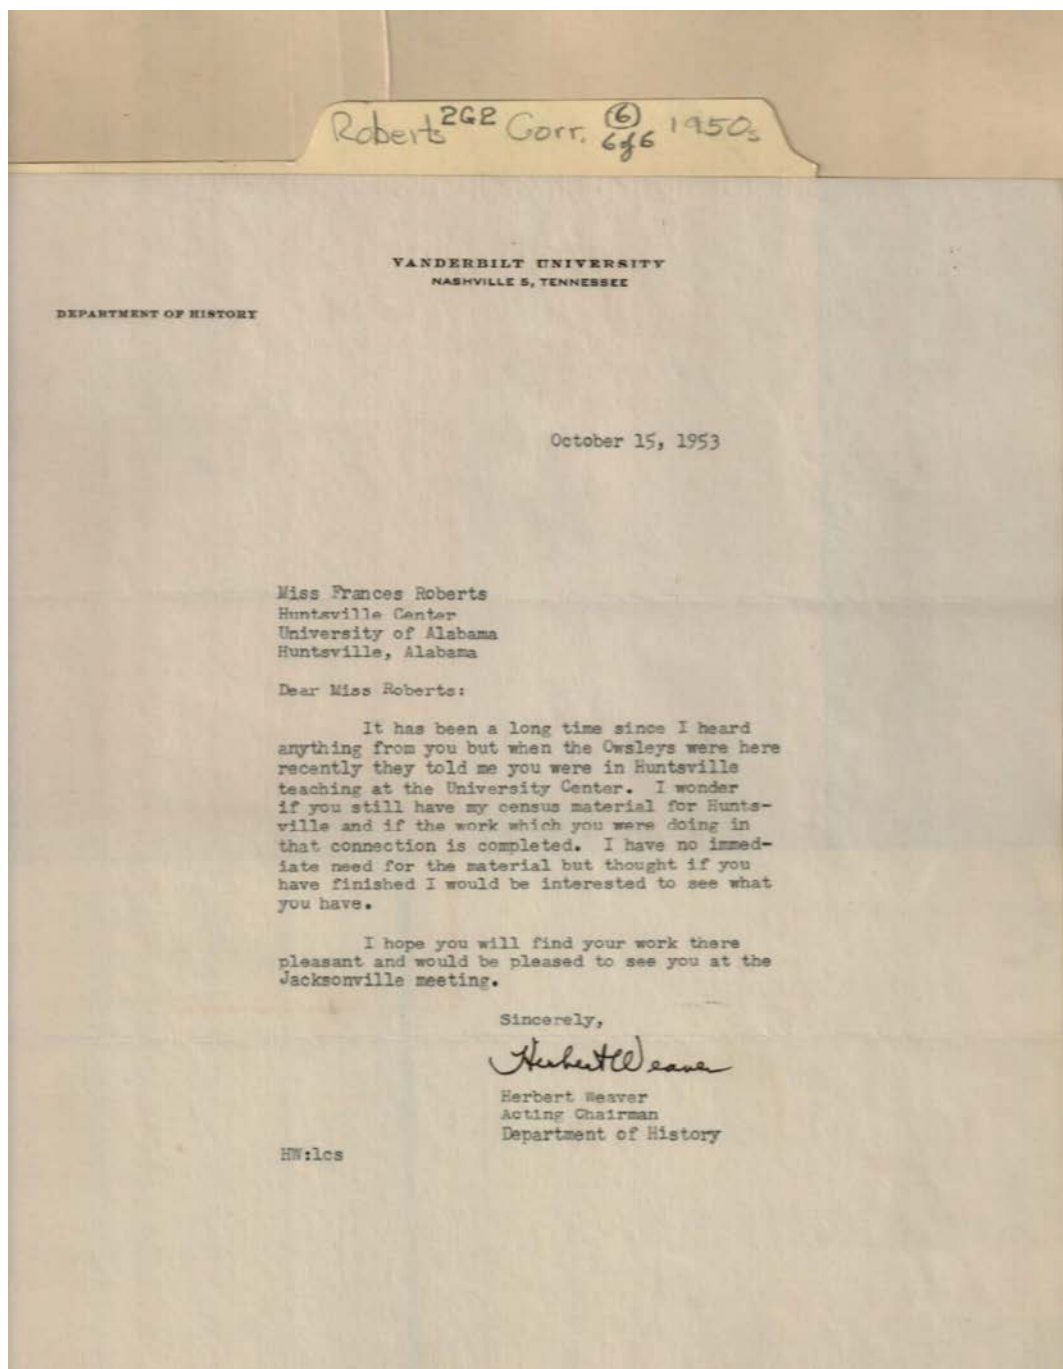 Roberts 2G2 Corr. 6 6 of 6 1950s
VANDERBILT UNIVERSITY
NASHVILLE 5, TENNESSEE
DEPARTMENT OF HISTORY
October 15, 1953
Miss Frances Roberts
Huntsville Center
University of Alabama
Huntsville, Alabama
Dear Miss Roberts:
It has been a long time since I heard
anything from you but when the Owsleys were here
recently they told me you were in Huntsville
teaching at the University Center. I wonder
if you still have my census material for Hunts-
ville and if the work which you were doing in
that connection is completed. I have no immed-
iate need for the material but thought if you
have finished I would be interested to see what
you have.
I hope you will find your work there
pleasant and would be pleased to see you at the
Jacksonville meeting.
Sincerely,
Herbert Weaver
Herbert Weaver
Acting Chairman
Department of History
HW:lcs